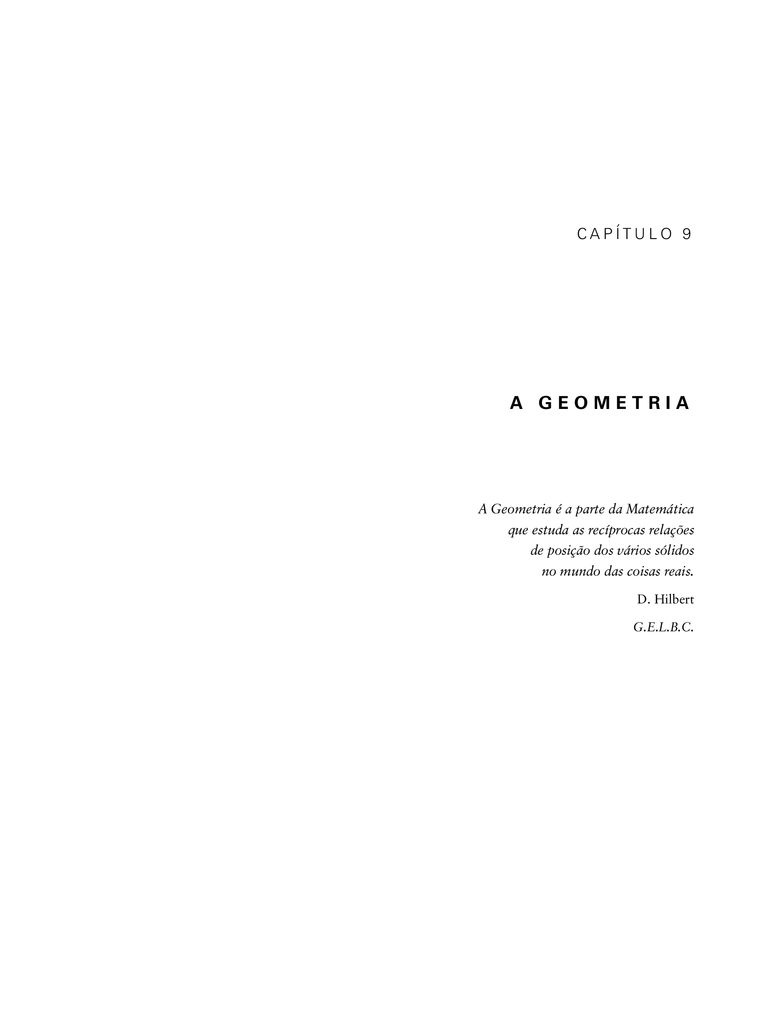 CAPÍTULO 9
A GEOMETRIA
A Geometria é a parte da Matemática
que estuda as recíprocas relações
de posição dos vários sólidos
no mundo das coisas reais.
D. Hilbert
G.E.L.B.C.